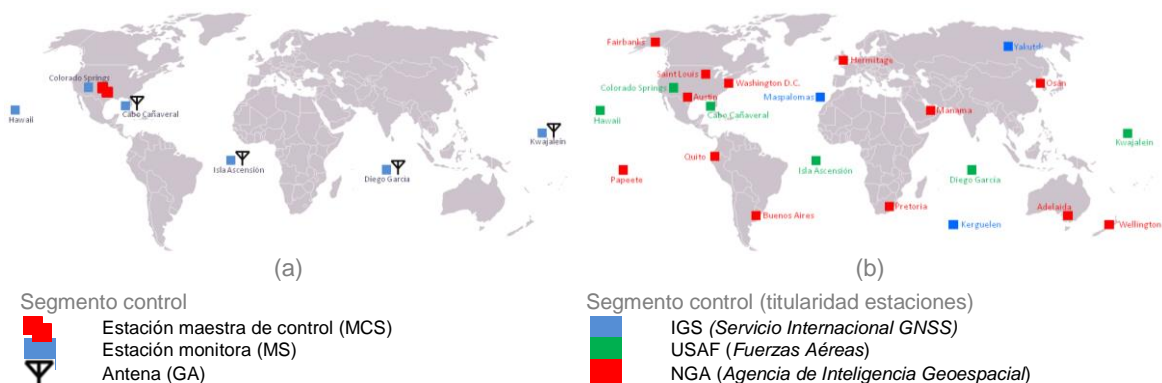 Colorado Springs
Cabo Cañaveral
Hawaii
Kwajalein
Isla Ascensión
Diego Garcia
(a)
Segmento control
Estación maestra de control (MCS)
Estación monitora (MS)
Antena (GA)
Fairbanks
Yakutd
Hermitage
Saint Louis
Washington D.C.
Osán
Colorado Springs
Austin
Maspalomas
Cabo Cañaveral
Manama
Hawaii
Kwajalein
Quito
Isla Ascensión
Papeete
Diego Garcia
Pretoria
Adelaida
Buenos Aires
Kerguelen
Wellington
(b)
Segmento control (titularidad estaciones)
IGS (Servicio Internacional GNSS)
USAF (Fuerzas Aéreas)
NGA (Agencia de Inteligencia Geoespacial)